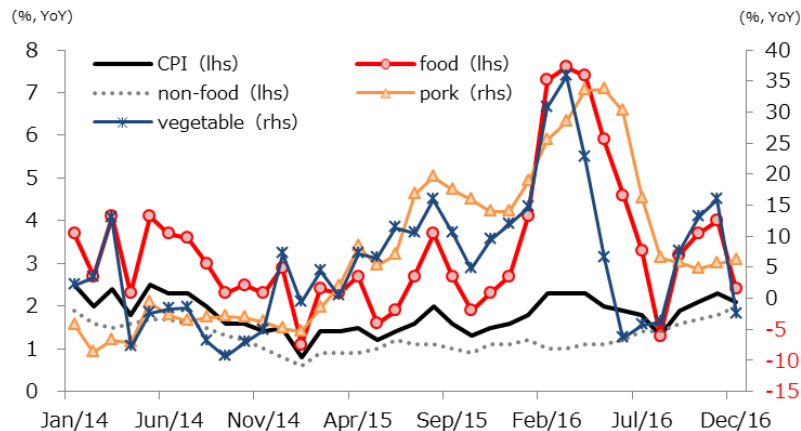 (%, YoY) (%, YoY)
CPI (lhs) food (lhs)
non-food (lhs) pork (rhs)
vegetable (rhs)
8 40
35
7 30
6 25
5 20
15
4 10
3 5
2 0
-5
1 -10
0 -15
Jan/14 Jun/14 Nov/14 Apr/15 Sep/15 Feb/16 Jul/16 Dec/16